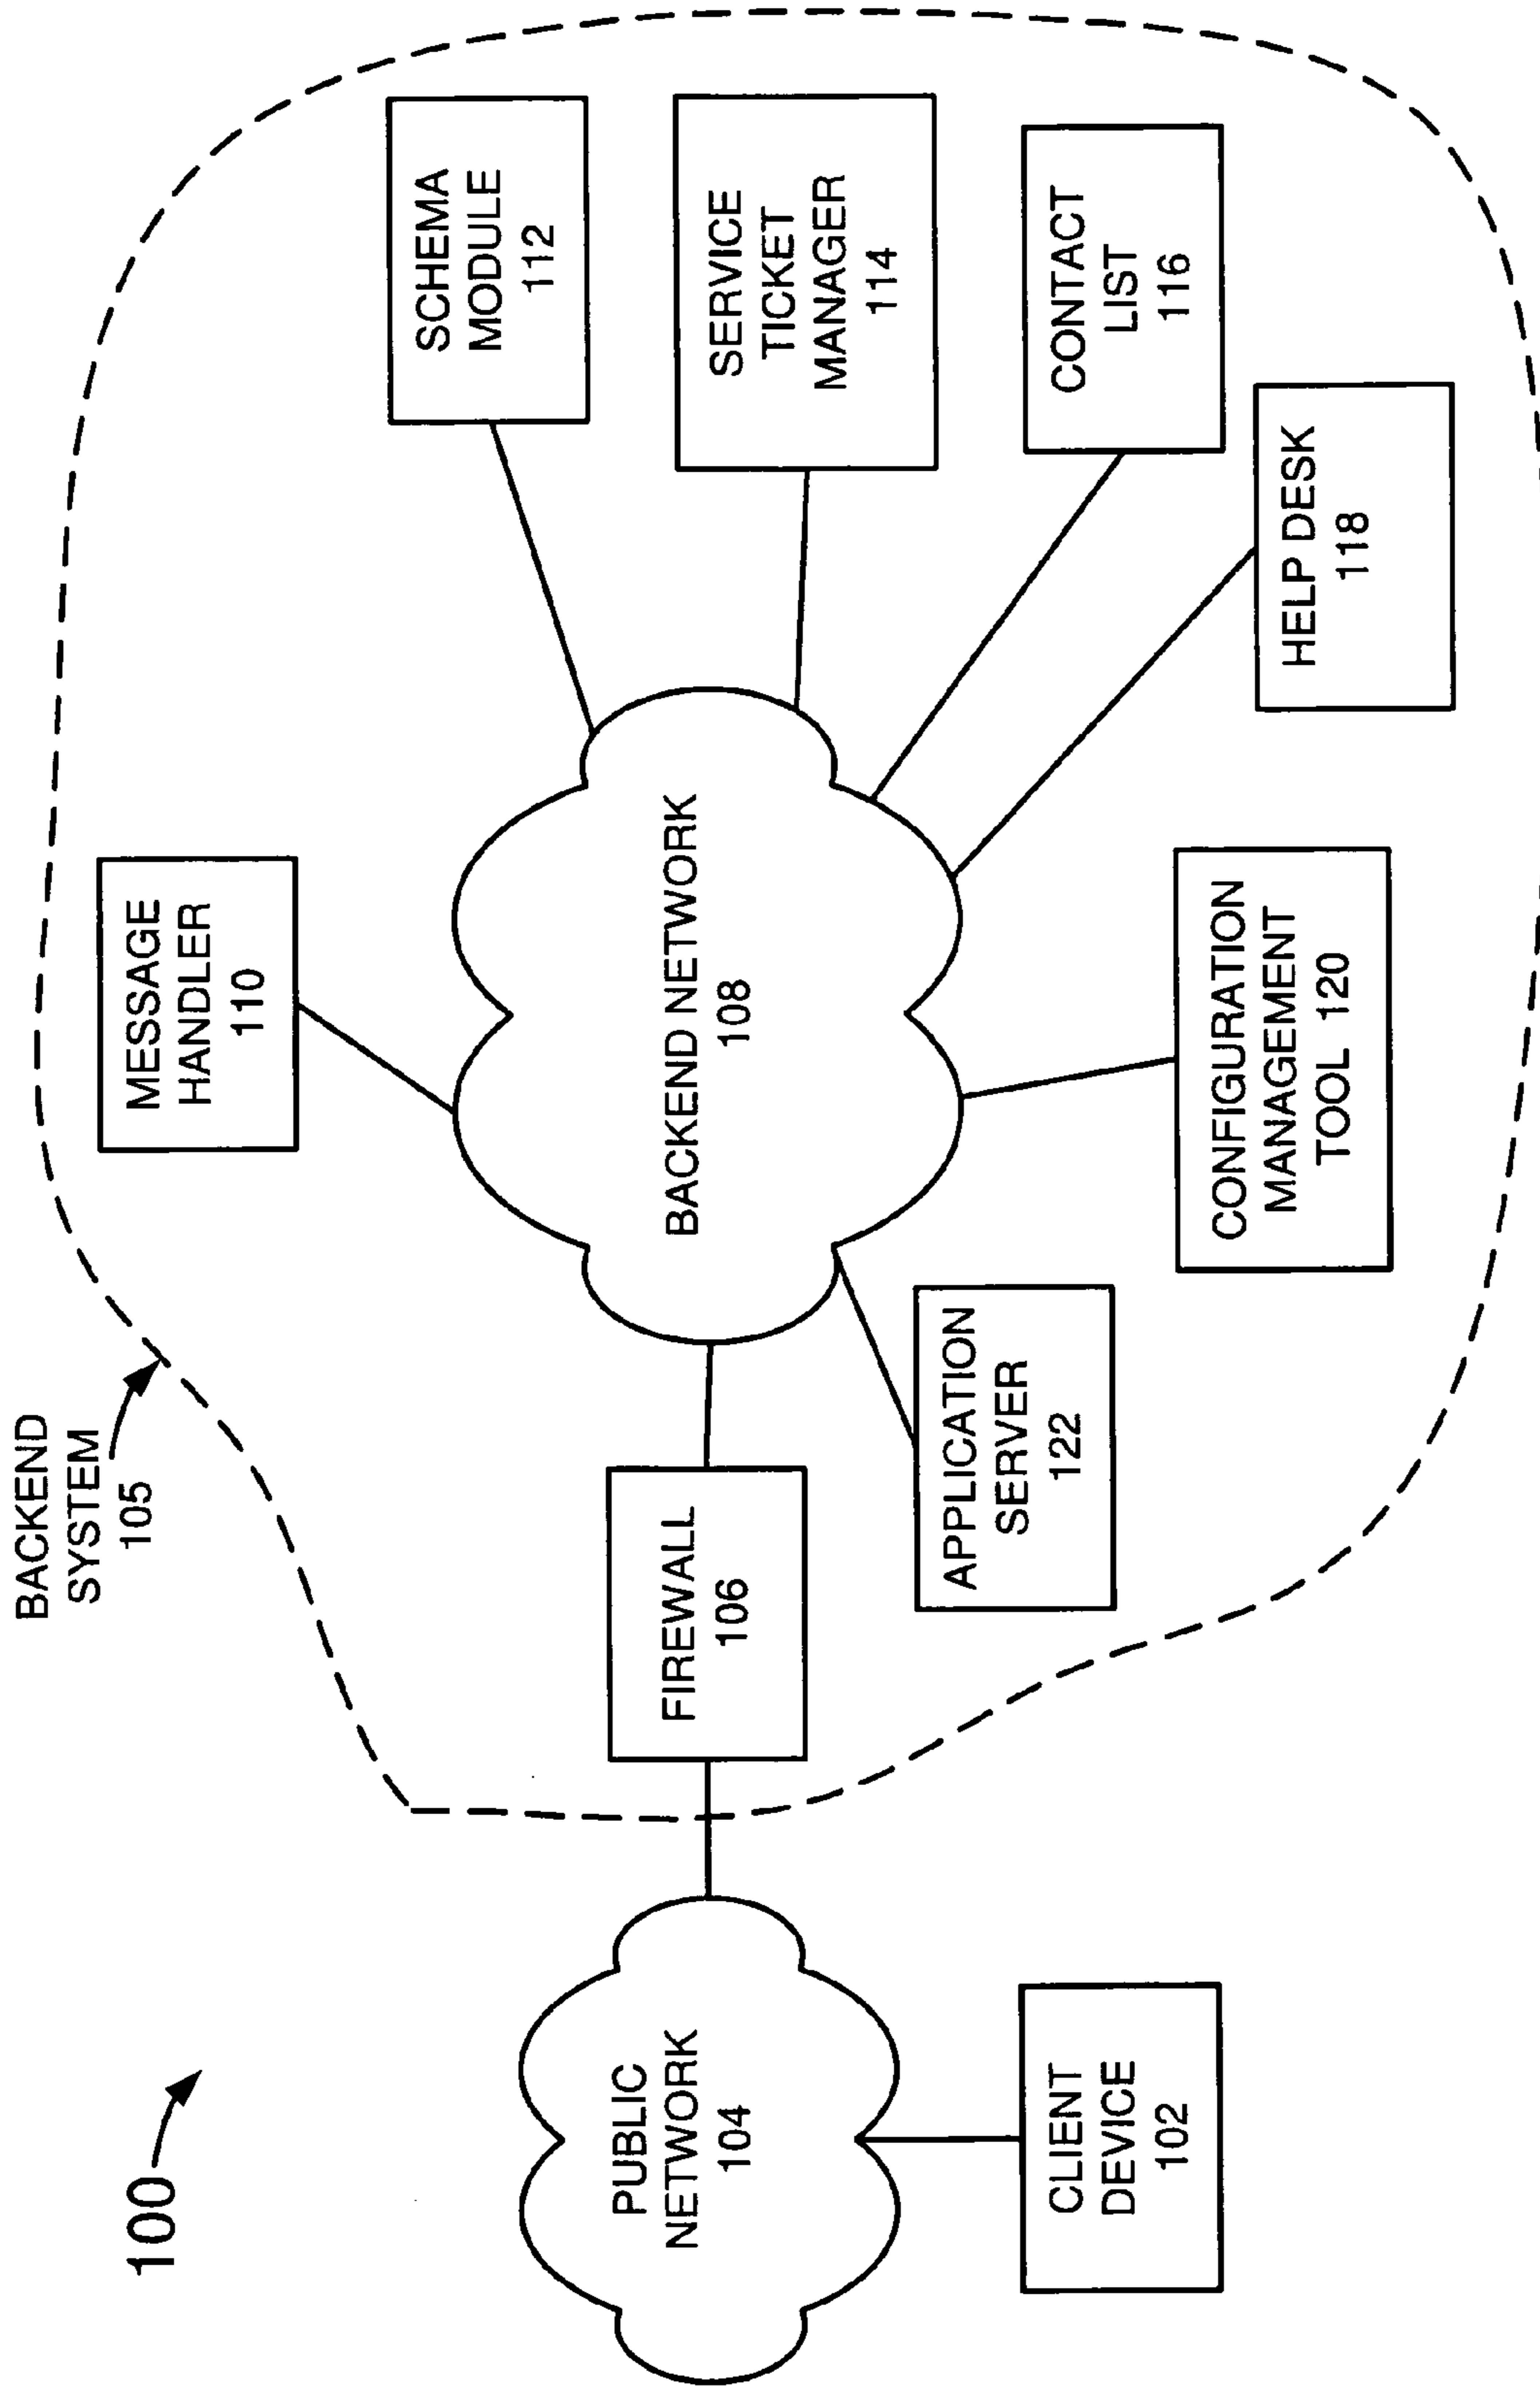 100
BACKEND
SYSTEM
105
MESSAGE
HANDLER
110
SCHEMA
MODULE
112
SERVICE
TICKET
MANAGER
114
CONTACT
LIST
116
HELP DESK
118
BACKEND NETWORK
108
PUBLIC
NETWORK
104
FIREWALL
106
APPLICATION
SERVER
122
CONFIGURATION
MANAGEMENT
TOOL 120
CLIENT
DEVICE
102